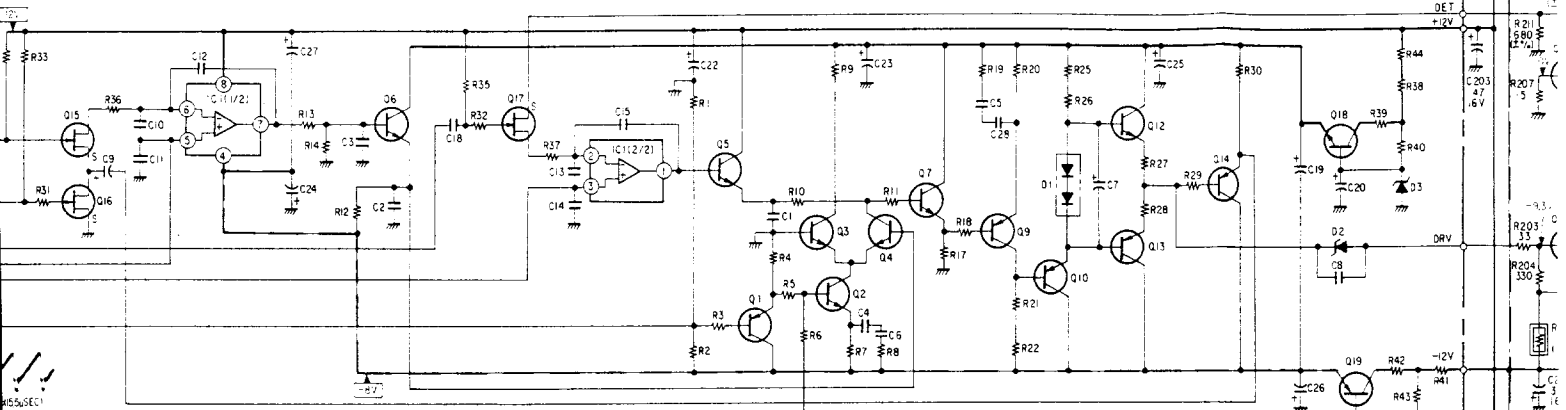 12V
DET
+12V
R33
C12
C27
8
IC1(1/2)
R36
Q15
C10
6
5
7
4
R13
R14
C3
Q6
S
C9
C11
C24
R31
Q16
S
R12
C2
R35
C18
R32
Q17
S
C22
R1
C15
IC1(2/2)
R37
2
3
1
C13
C14
Q5
R9
C23
R10
C1
R4
Q3
Q4
R11
Q7
R18
R17
R5
Q2
Q1
R3
R2
R6
C4
C6
R7
R8
R19
R20
C5
C28
Q9
R21
R22
R25
R26
D1
C7
Q10
Q12
Q13
R27
R28
C25
R29
Q14
R30
C19
Q18
C20
R39
R44
R38
R40
D3
D2
C8
DRV
C26
Q19
R42
R41
R43
-12V
-8V
C203
47
16V
R211
680
R207
R203
33
R204
330